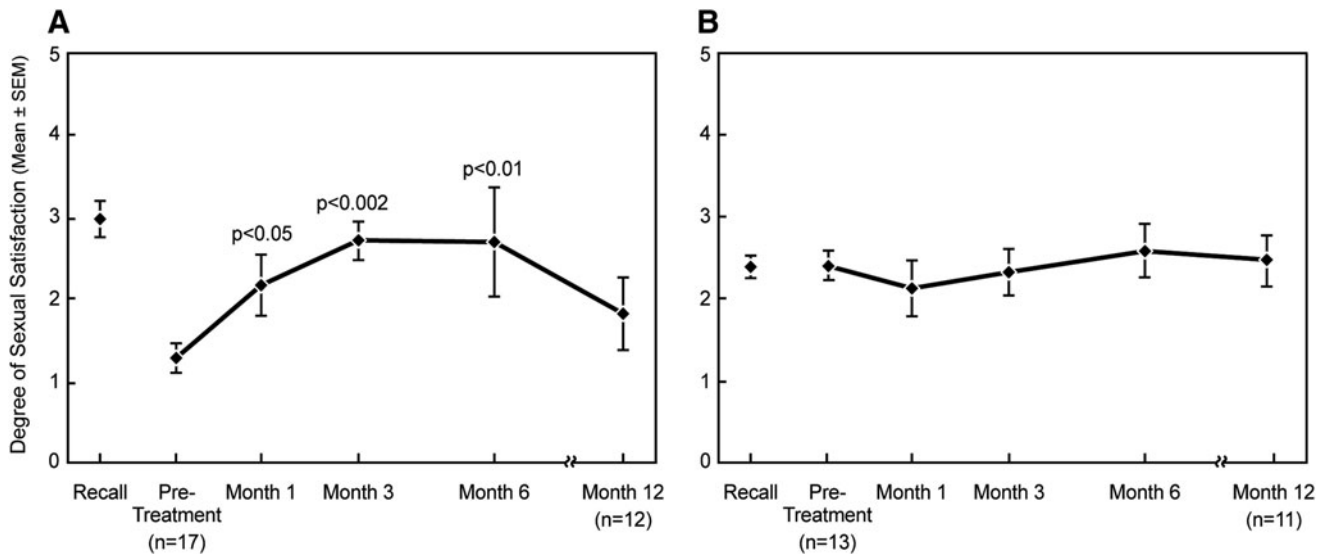 A
Degree of Sexual Satisfaction (Mean ± SEM)
5
4
3
2
1
0
p<0.05
p<0.002
p<0.01
Recall
Pre-
Treatment
(n=17)
Month 1
Month 3
Month 6
Month 12
(n=12)
B
5
4
3
2
1
0
Recall
Pre-
Treatment
(n=13)
Month 1
Month 3
Month 6
Month 12
(n=11)